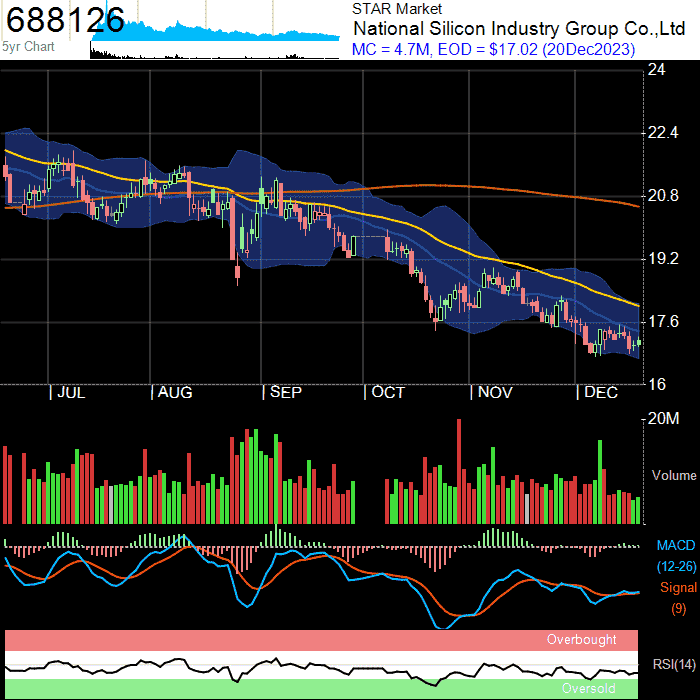 688126
5yr Chart
STAR Market
National Silicon Industry Group Co.,Ltd
MC = 4.7M, EOD = $17.02 (20Dec2023)
24
22.4
20.8
19.2
17.6
16
| JUL | AUG | SEP | OCT | NOV | DEC
20M
Volume
MACD
(12-26)
Signal
(9)
Overbought
RSI(14)
Oversold